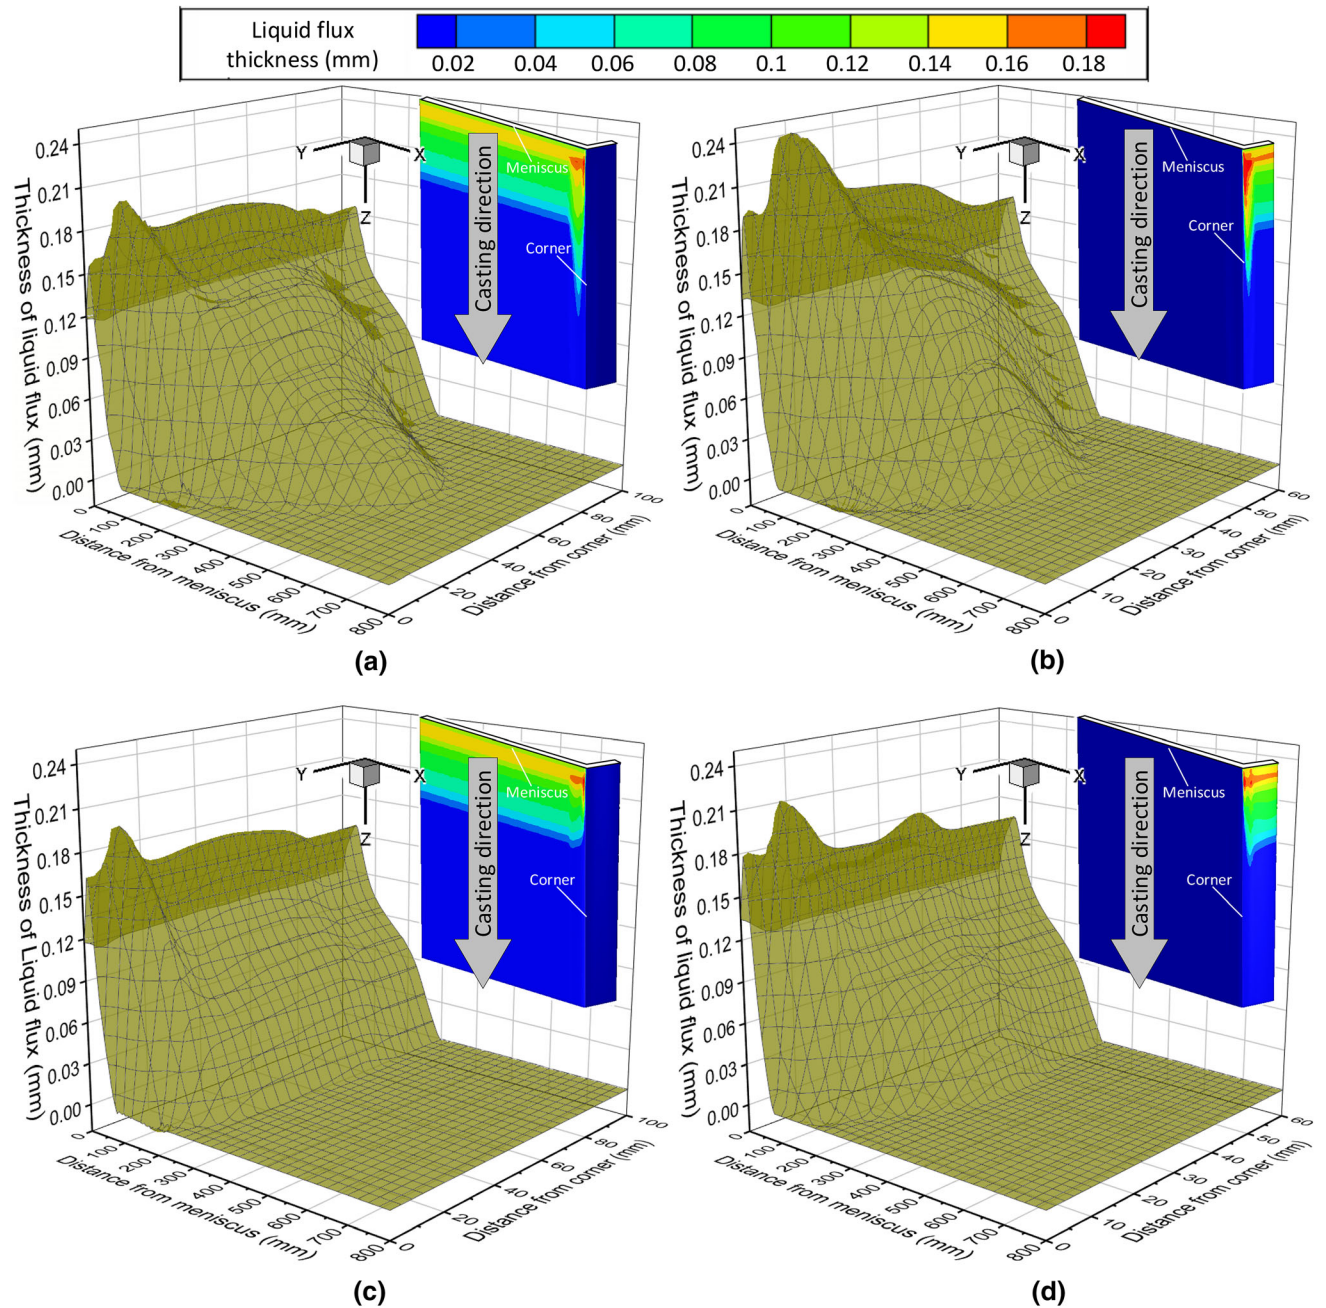 Liquid flux
thickness (mm)
0.02 0.04 0.06 0.08 0.1 0.12 0.14 0.16 0.18
Thickness of liquid flux (mm)
0.24
0.21
0.18
0.15
0.12
0.09
0.06
0.03
0.00
0 100 200 300 400 500 600 700 800
Distance from meniscus (mm)
0 20 40 60 80 100
Distance from corner (mm)
Y X
Z
Meniscus
Corner
Casting direction
(a)
Thickness of liquid flux (mm)
0.24
0.21
0.18
0.15
0.12
0.09
0.06
0.03
0.00
0 100 200 300 400 500 600 700 800
Distance from meniscus (mm)
0 10 20 30 40 50 60
Distance from corner (mm)
Y X
Z
Meniscus
Corner
Casting direction
(b)
Thickness of Liquid flux (mm)
0.24
0.21
0.18
0.15
0.12
0.09
0.06
0.03
0.00
0 100 200 300 400 500 600 700 800
Distance from meniscus (mm)
0 20 40 60 80 100
Distance from corner (mm)
Y X
Z
Meniscus
Corner
Casting direction
(c)
Thickness of liquid flux (mm)
0.24
0.21
0.18
0.15
0.12
0.09
0.06
0.03
0.00
0 100 200 300 400 500 600 700 800
Distance from meniscus (mm)
0 10 20 30 40 50 60
Distance from corner (mm)
Y X
Z
Meniscus
Corner
Casting direction
(d)